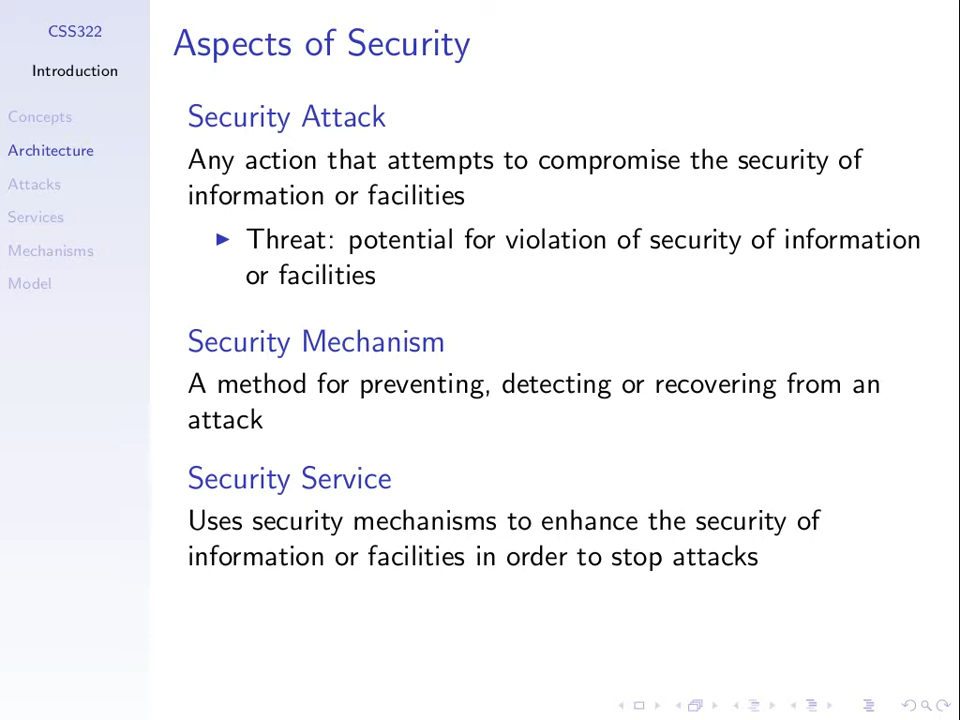 CSS322
Introduction
Concepts
Architecture
Attacks
Services
Mechanisms
Model
Aspects of Security
Security Attack
Any action that attempts to compromise the security of
information or facilities
Threat: potential for violation of security of information
or facilities
Security Mechanism
A method for preventing, detecting or recovering from an
attack
Security Service
Uses security mechanisms to enhance the security of
information or facilities in order to stop attacks